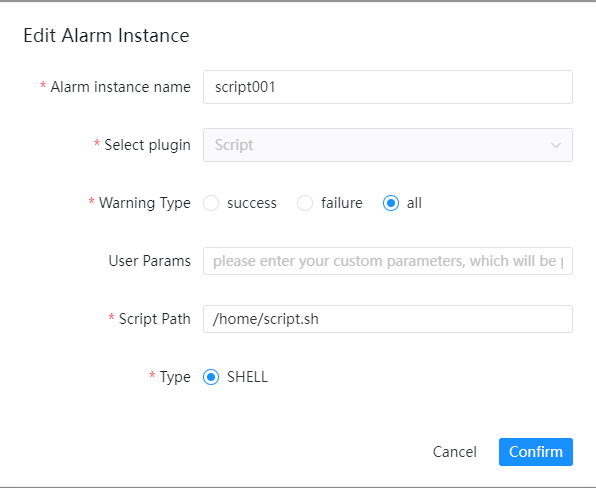 Edit Alarm Instance
* Alarm instance name script001
* Select plugin Script
* Warning Type success failure all
User Params please enter your custom parameters, which will be
* Script Path /home/script.sh
* Type SHELL
Cancel Confirm